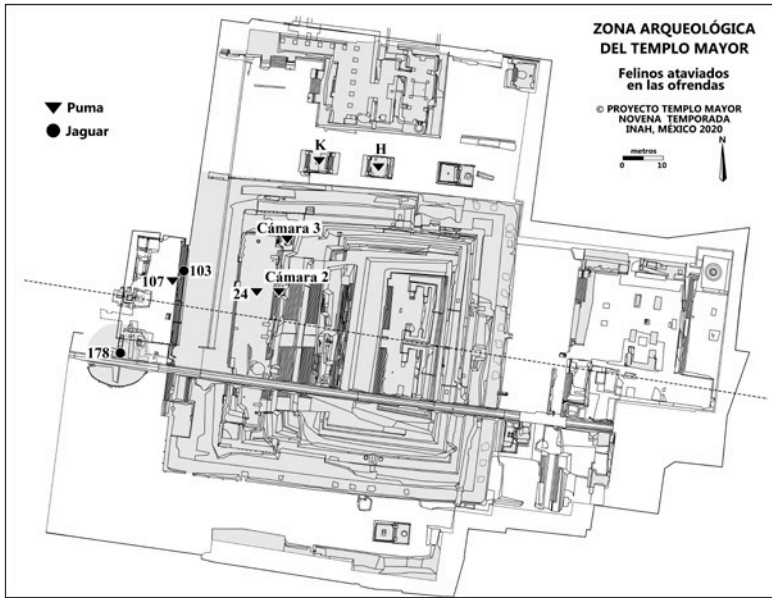 ZONA ARQUEOLÓGICA
DEL TEMPLO MAYOR
Felinos ataviados
en las ofrendas
© PROYECTO TEMPLO MAYOR
NOVENA TEMPORADA
INAH, MÉXICO 2020
metros
0 10
N
Puma
Jaguar
K
H
Cámara 3
103
107
Cámara 2
24
178